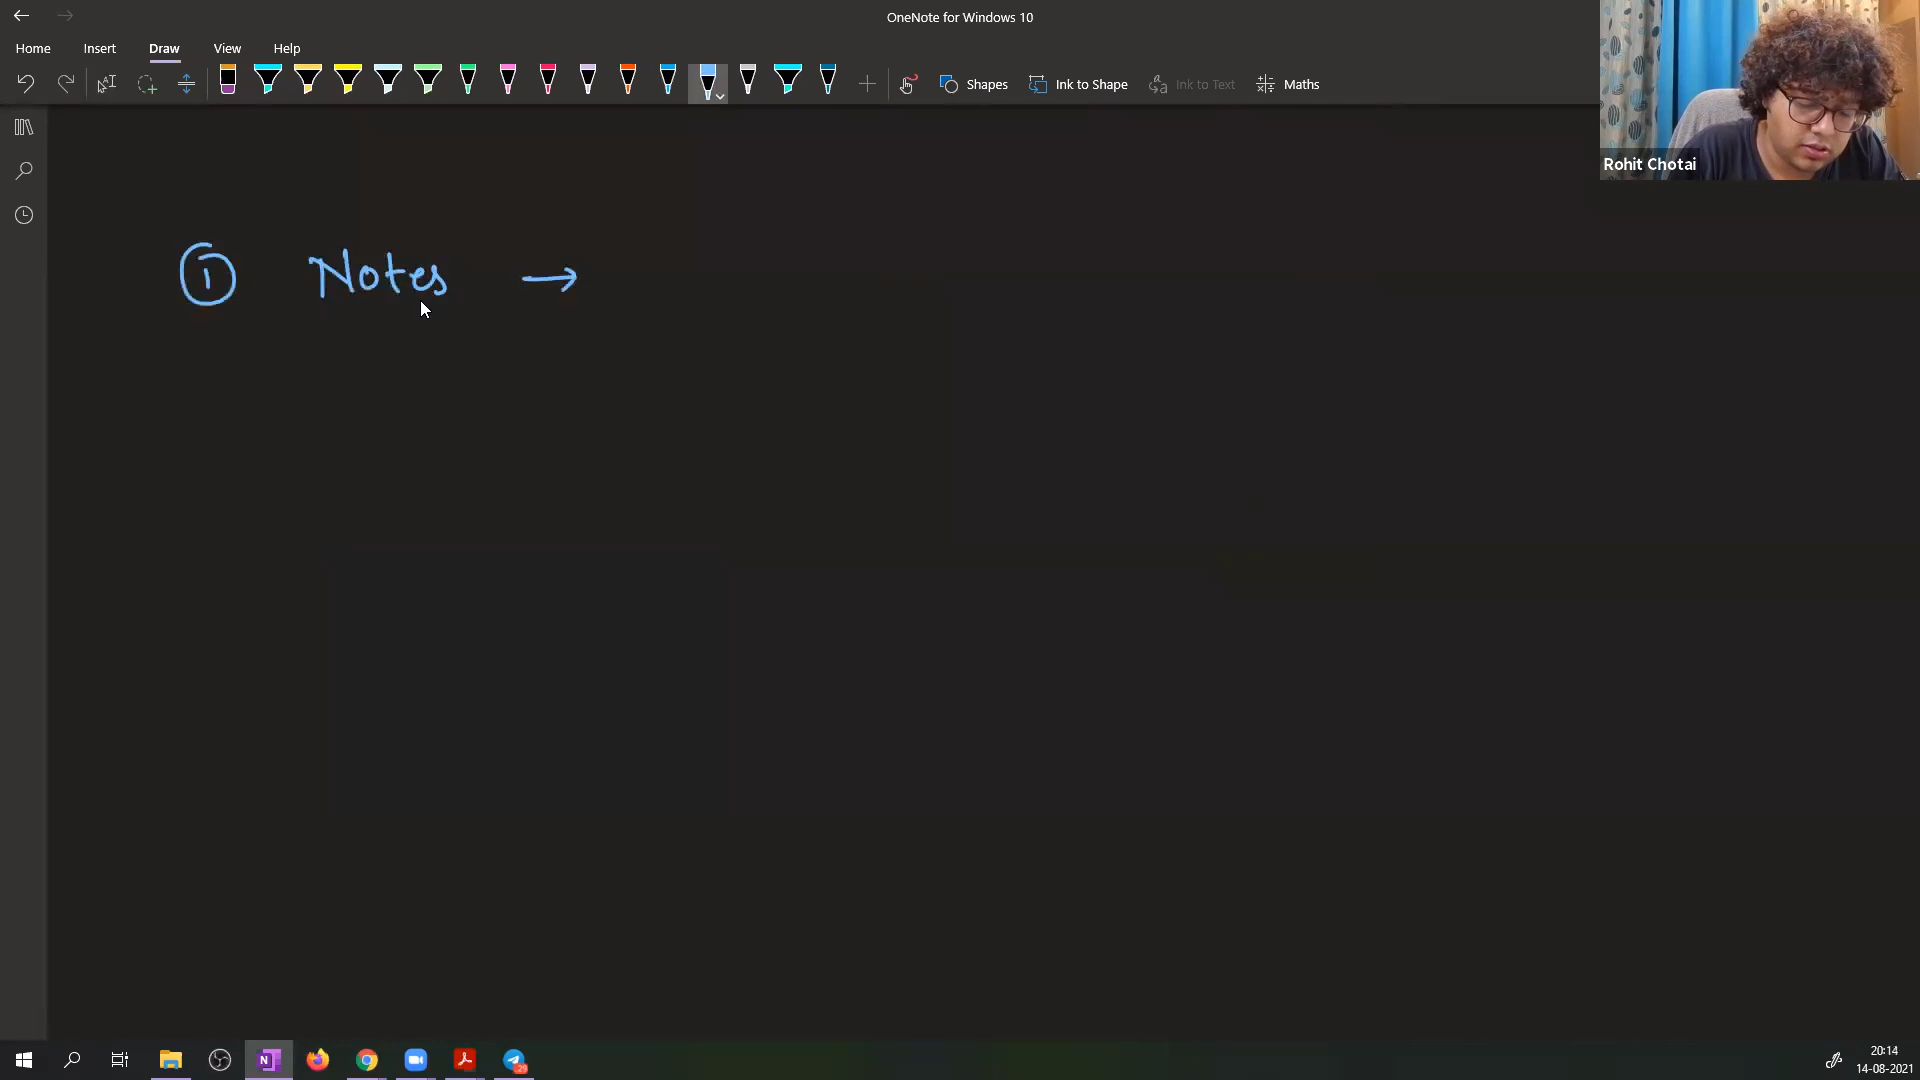 OneNote for Windows 10
Home Insert Draw View Help
Shapes Ink to Shape Ink to Text Maths
Rohit Chotai
① Notes →
29
20:14
14-08-2021